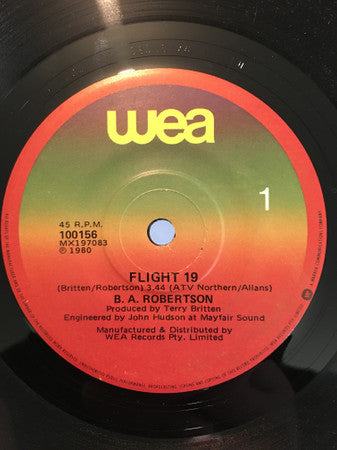 wea
1
45 R.P.M.
100156
MX197083
℗ 1980
FLIGHT 19
(Britten/Robertson) 3.44 (ATV Northern/Allans)
B. A. ROBERTSON
Produced by Terry Britten
Engineered by John Hudson at Mayfair Sound
Manufactured & Distributed by
WEA Records Pty. Limited